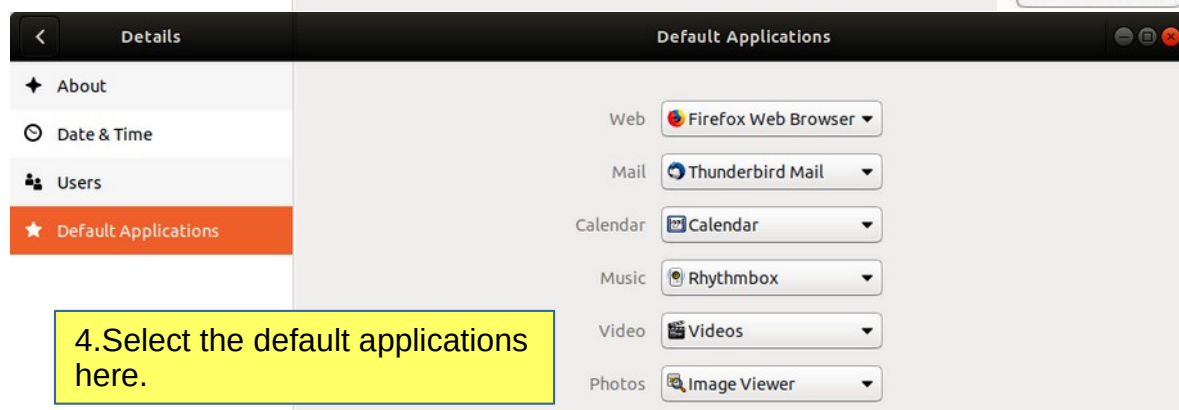 Details
Default Applications
About
Date & Time
Users
Default Applications
Web Firefox Web Browser
Mail Thunderbird Mail
Calendar Calendar
Music Rhythmbox
Video Videos
Photos Image Viewer
4.Select the default applications
here.